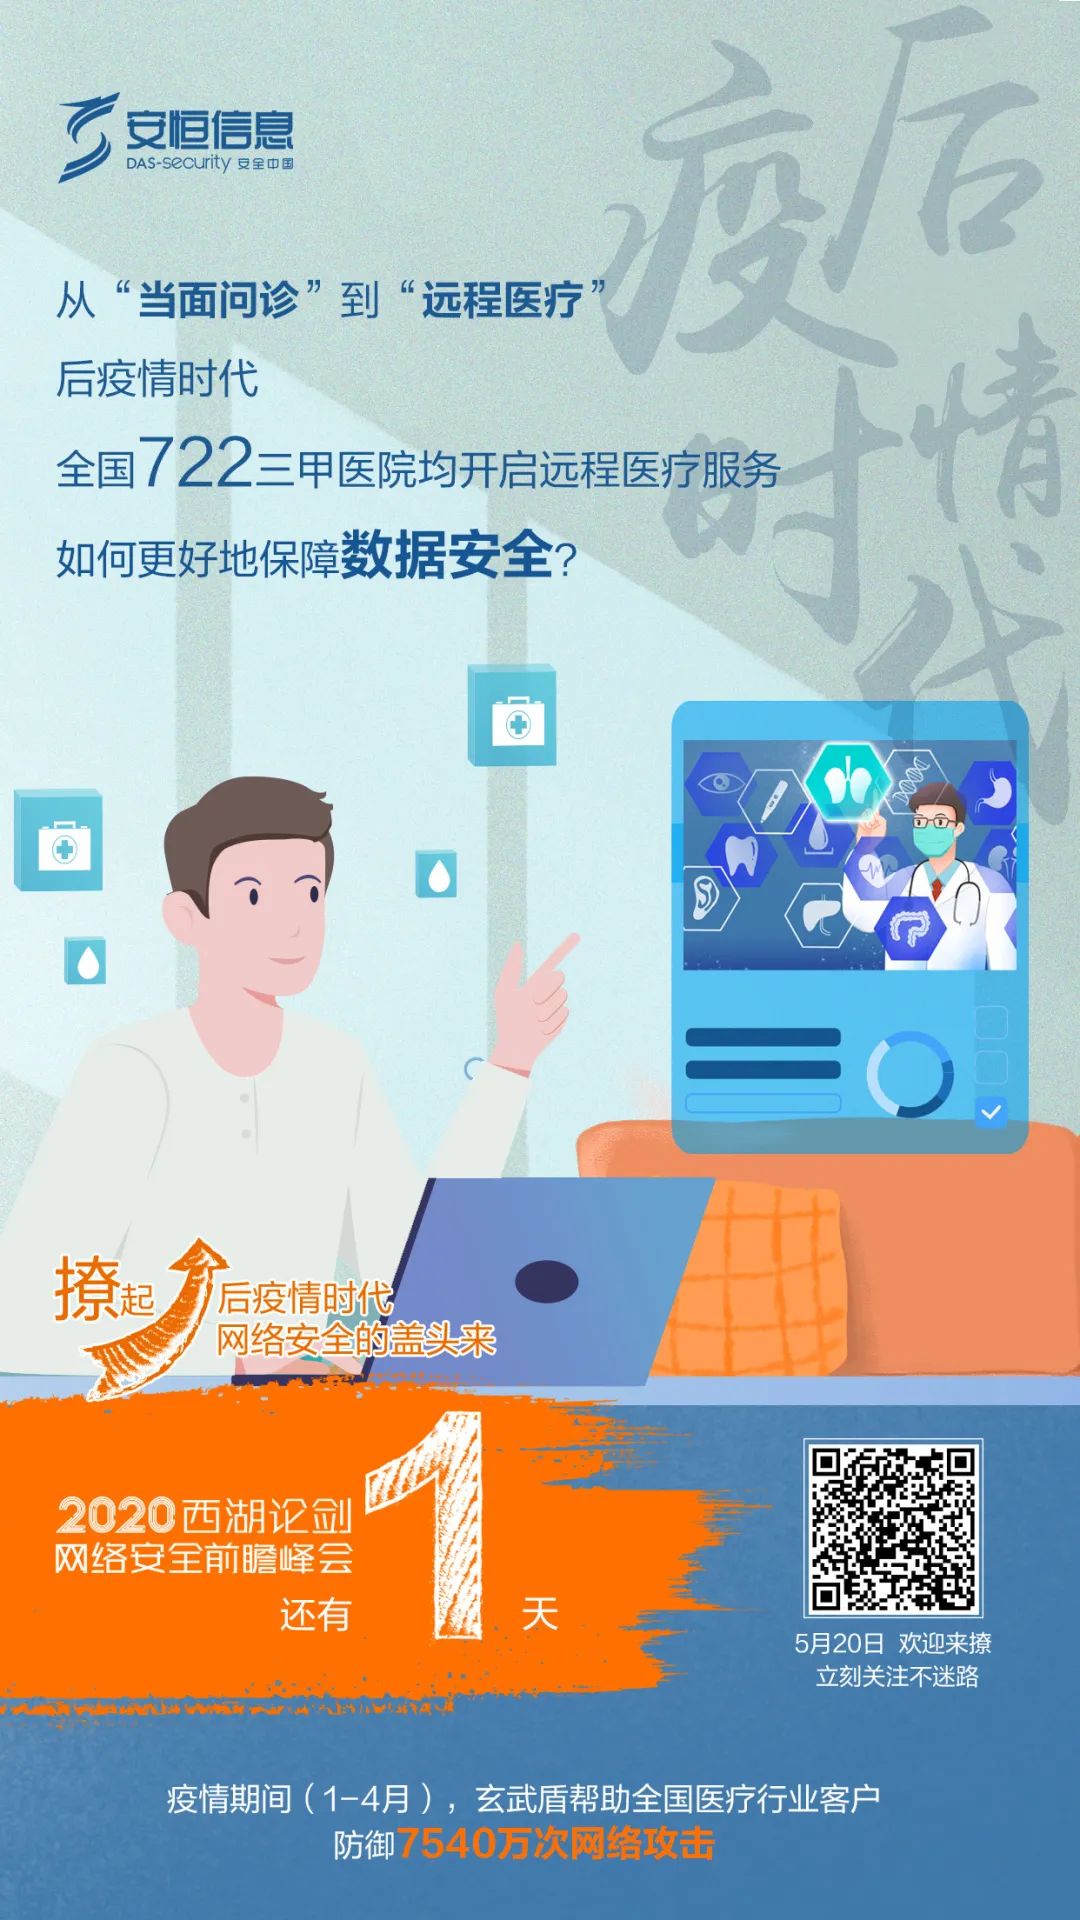 安恒信息
DAS-security 安全中国
后疫情时代
从“当面问诊”到“远程医疗”
后疫情时代
全国722三甲医院均开启远程医疗服务
如何更好地保障数据安全?
撩起
后疫情时代
网络安全的盖头来
2020西湖论剑
网络安全前瞻峰会
还有1天
5月20日 欢迎来撩
立刻关注不迷路
疫情期间（1-4月），玄武盾帮助全国医疗行业客户
防御7540万次网络攻击